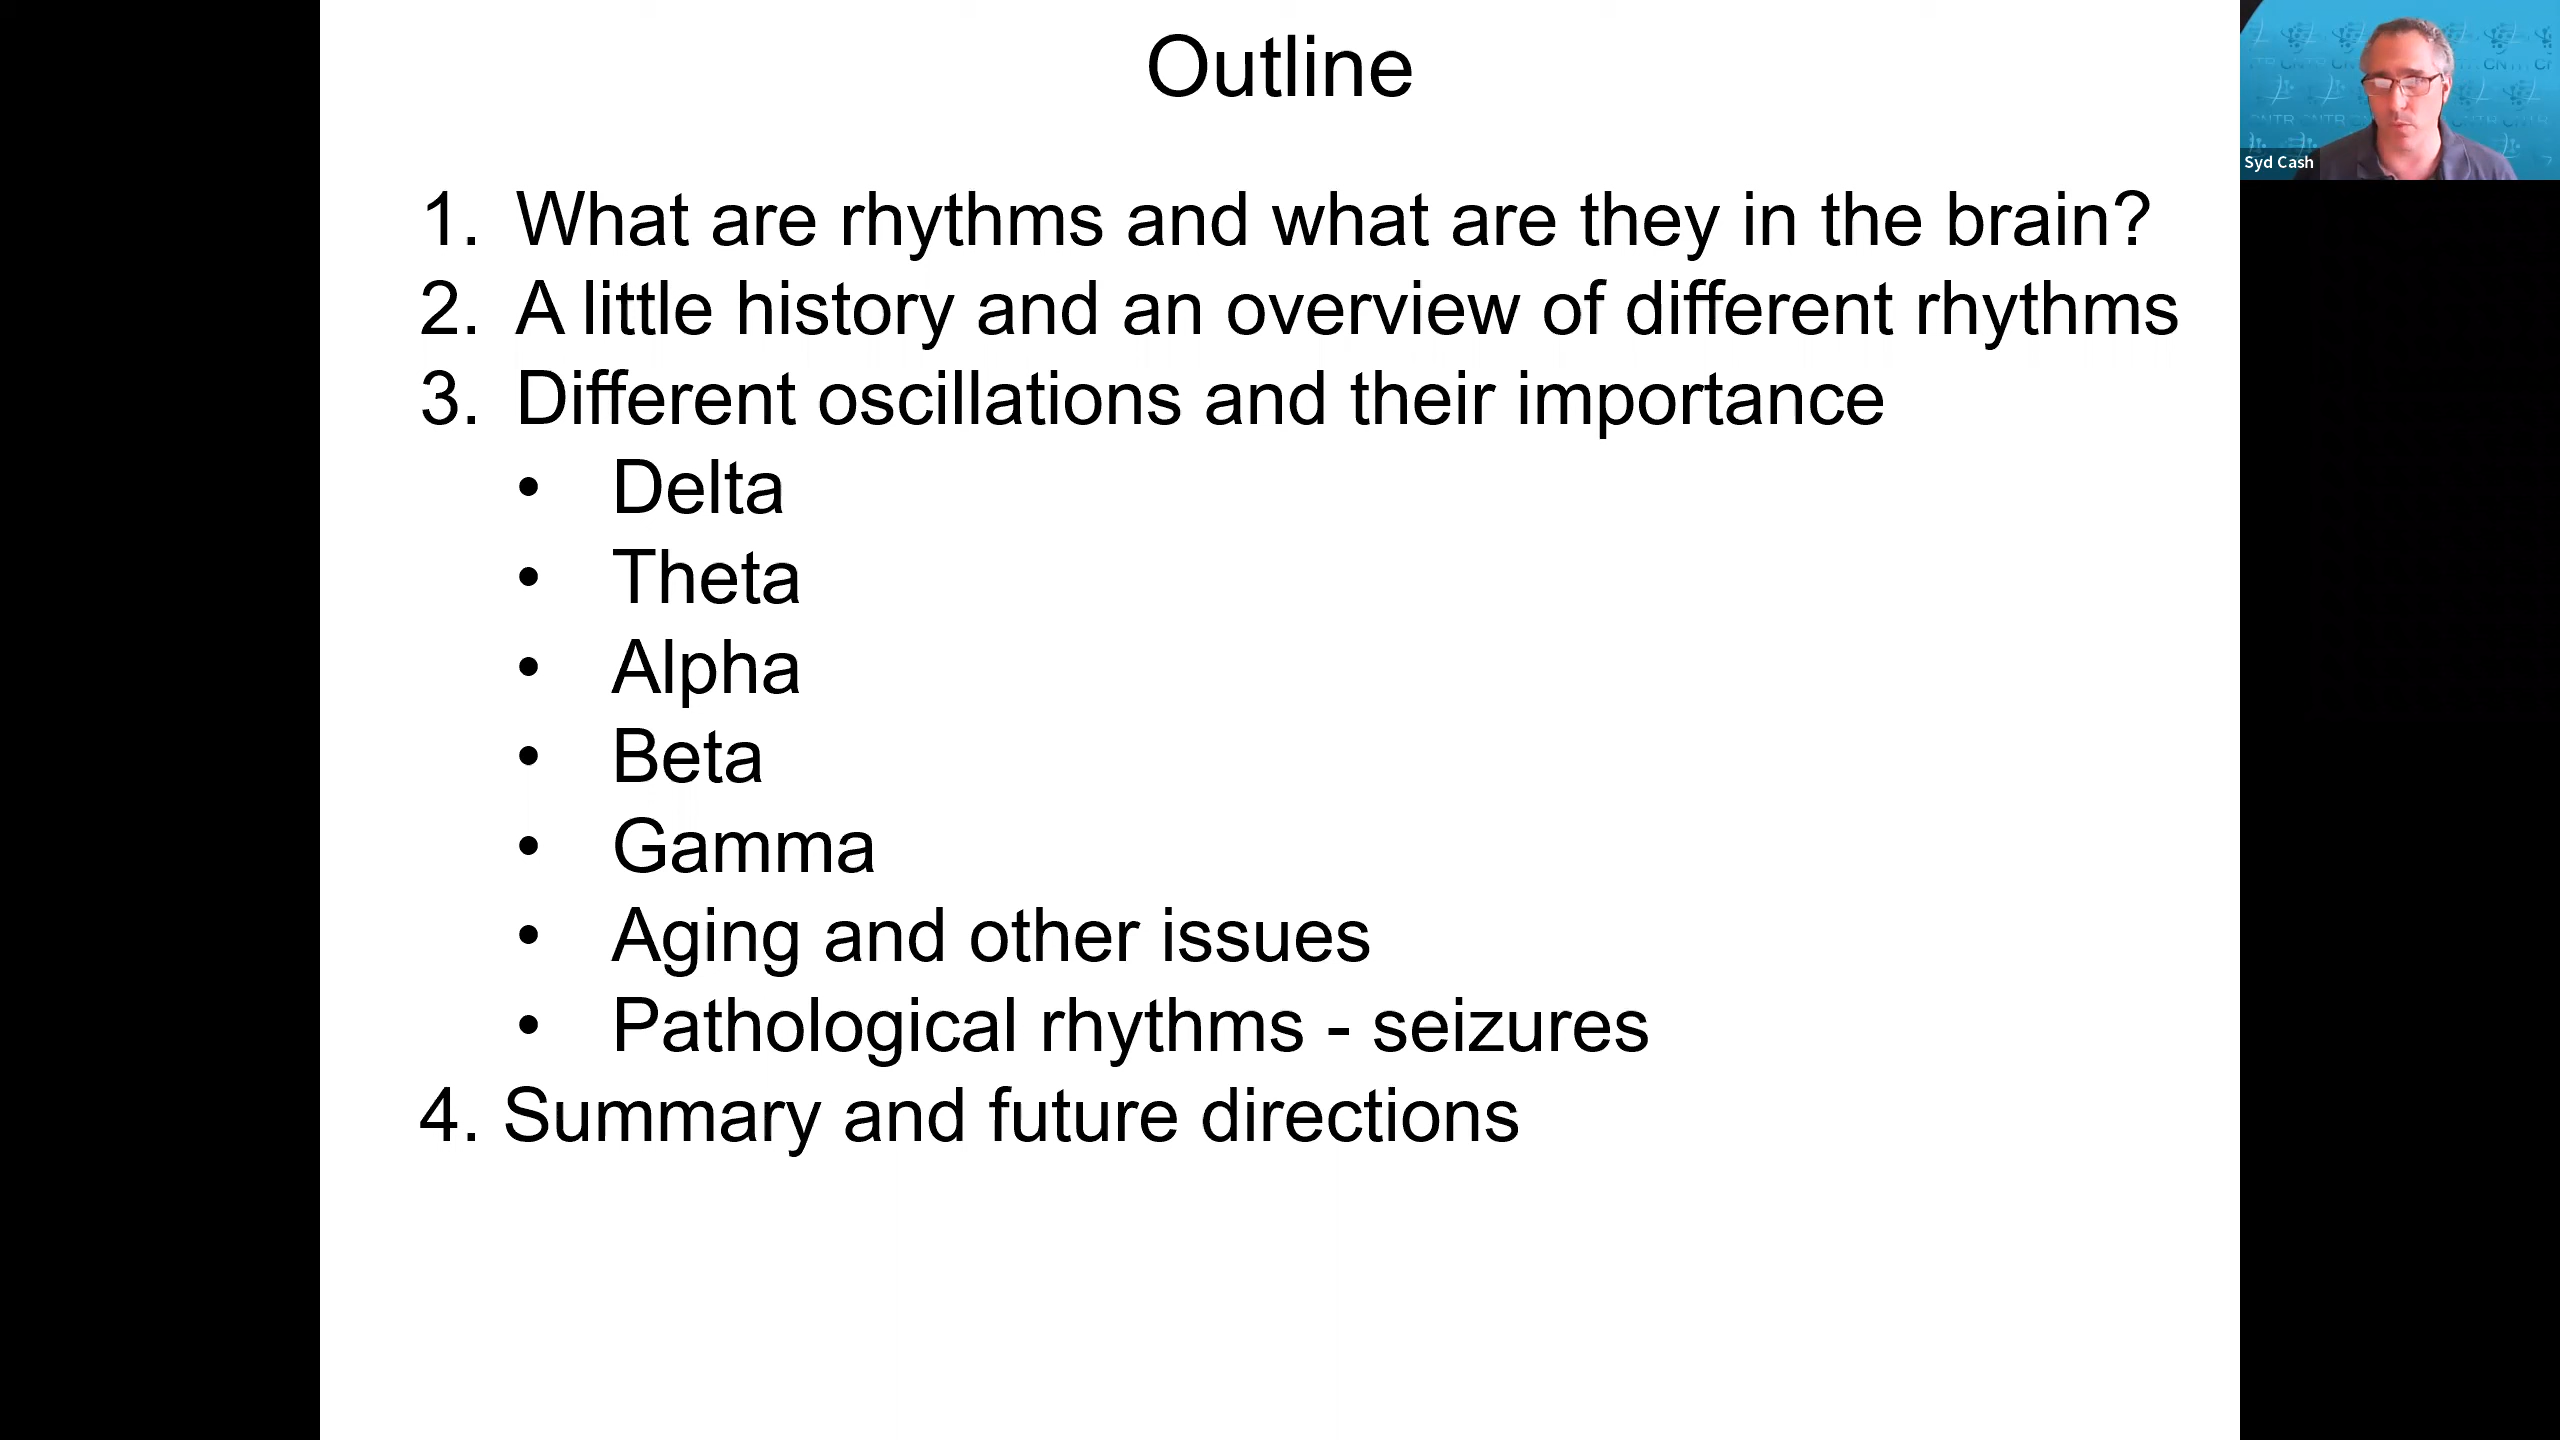 Outline
1. What are rhythms and what are they in the brain?
2. A little history and an overview of different rhythms
3. Different oscillations and their importance
• Delta
• Theta
• Alpha
• Beta
• Gamma
• Aging and other issues
• Pathological rhythms - seizures
4. Summary and future directions
Syd Cash
CNTR